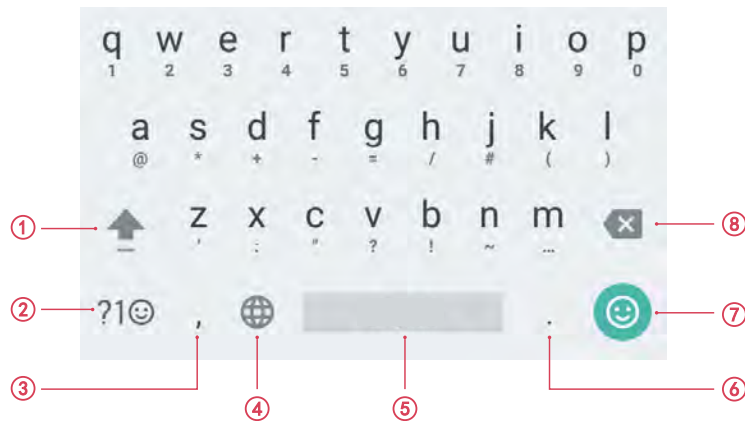 q w e r t y u i o p
1 2 3 4 5 6 7 8 9 0
a s d f g h j k l
@ * + - = / # ( )
① z x c v b n m ⑧
' : " ? ! ~ ...
② ?1☺ , . ⑦
③ ④ ⑤ ⑥